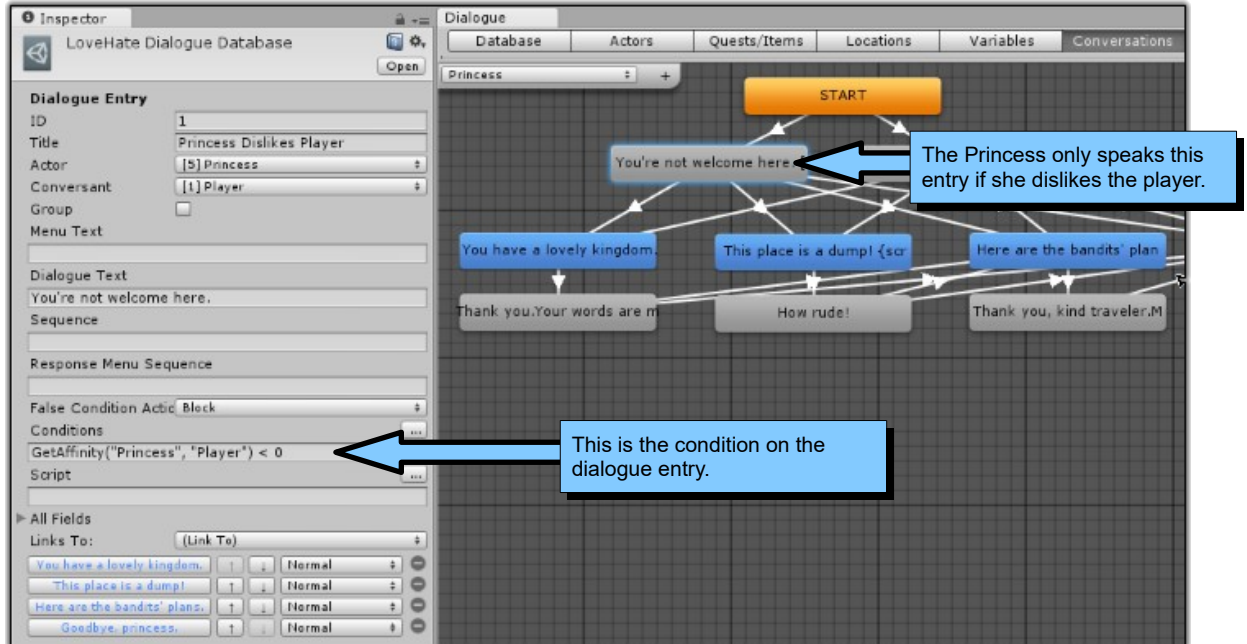 Inspector
LoveHate Dialogue Database
Open
Dialogue Entry
ID 1
Title Princess Dislikes Player
Actor [5] Princess
Conversant [1] Player
Group
Menu Text
Dialogue Text
You're not welcome here.
Sequence
Response Menu Sequence
False Condition Actic Block
Conditions ...
GetAffinity("Princess", "Player") < 0
Script ...
All Fields
Links To: (Link To)
You have a lovely kingdom. ↑ ↓ Normal
This place is a dump! ↑ ↓ Normal
Here are the bandits' plans. ↑ ↓ Normal
Goodbye, princess. ↑ ↓ Normal
Dialogue
Database Actors Quests/Items Locations Variables Conversations
Princess +
START
You're not welcome here. {
The Princess only speaks this
entry if she dislikes the player.
You have a lovely kingdom. This place is a dump! {scr Here are the bandits' plan
Thank you.Your words are m How rude! Thank you, kind traveler.M
This is the condition on the
dialogue entry.